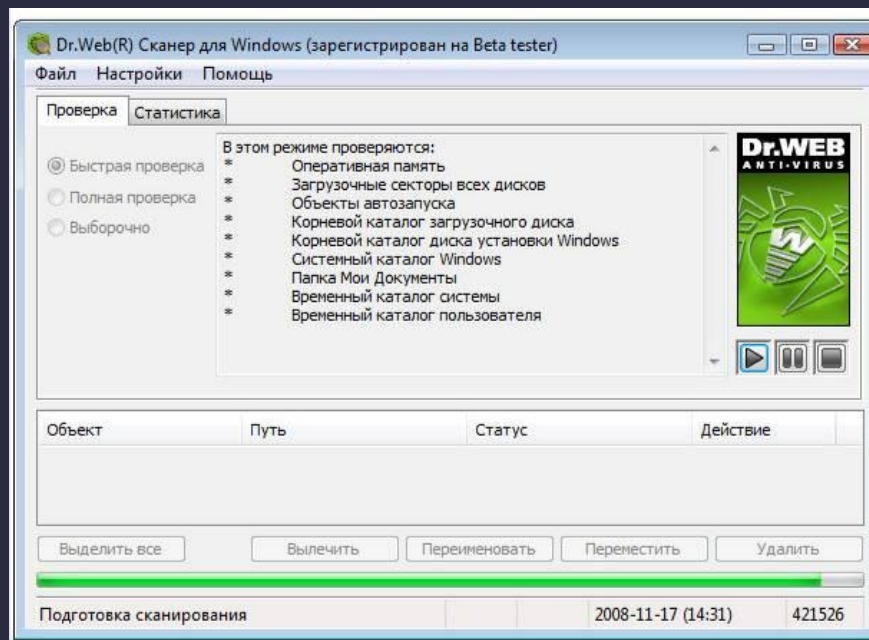 Dr.Web(R) Сканер для Windows (зарегистрирован на Beta tester)
Файл Настройки Помощь
Проверка Статистика
Быстрая проверка
Полная проверка
Выборочно
В этом режиме проверяются:
* Оперативная память
* Загрузочные секторы всех дисков
* Объекты автозапуска
* Корневой каталог загрузочного диска
* Корневой каталог диска установки Windows
* Системный каталог Windows
* Папка Мои Документы
* Временный каталог системы
* Временный каталог пользователя
Dr.WEB
ANTI-VIRUS
Объект Путь Статус Действие
Выделить все Вылечить Переименовать Переместить Удалить
Подготовка сканирования 2008-11-17 (14:31) 421526